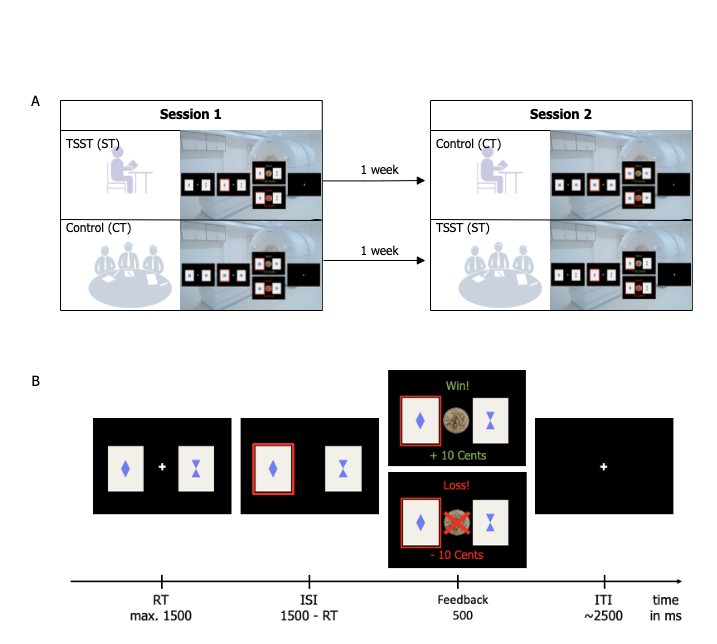 A
Session 1
Session 2
TSST (ST)
Control (CT)
1 week
Control (CT)
TSST (ST)
1 week
B
Win!
+ 10 Cents
Loss!
- 10 Cents
RT
max. 1500
ISI
1500 - RT
Feedback
500
ITI
~2500
time
in ms